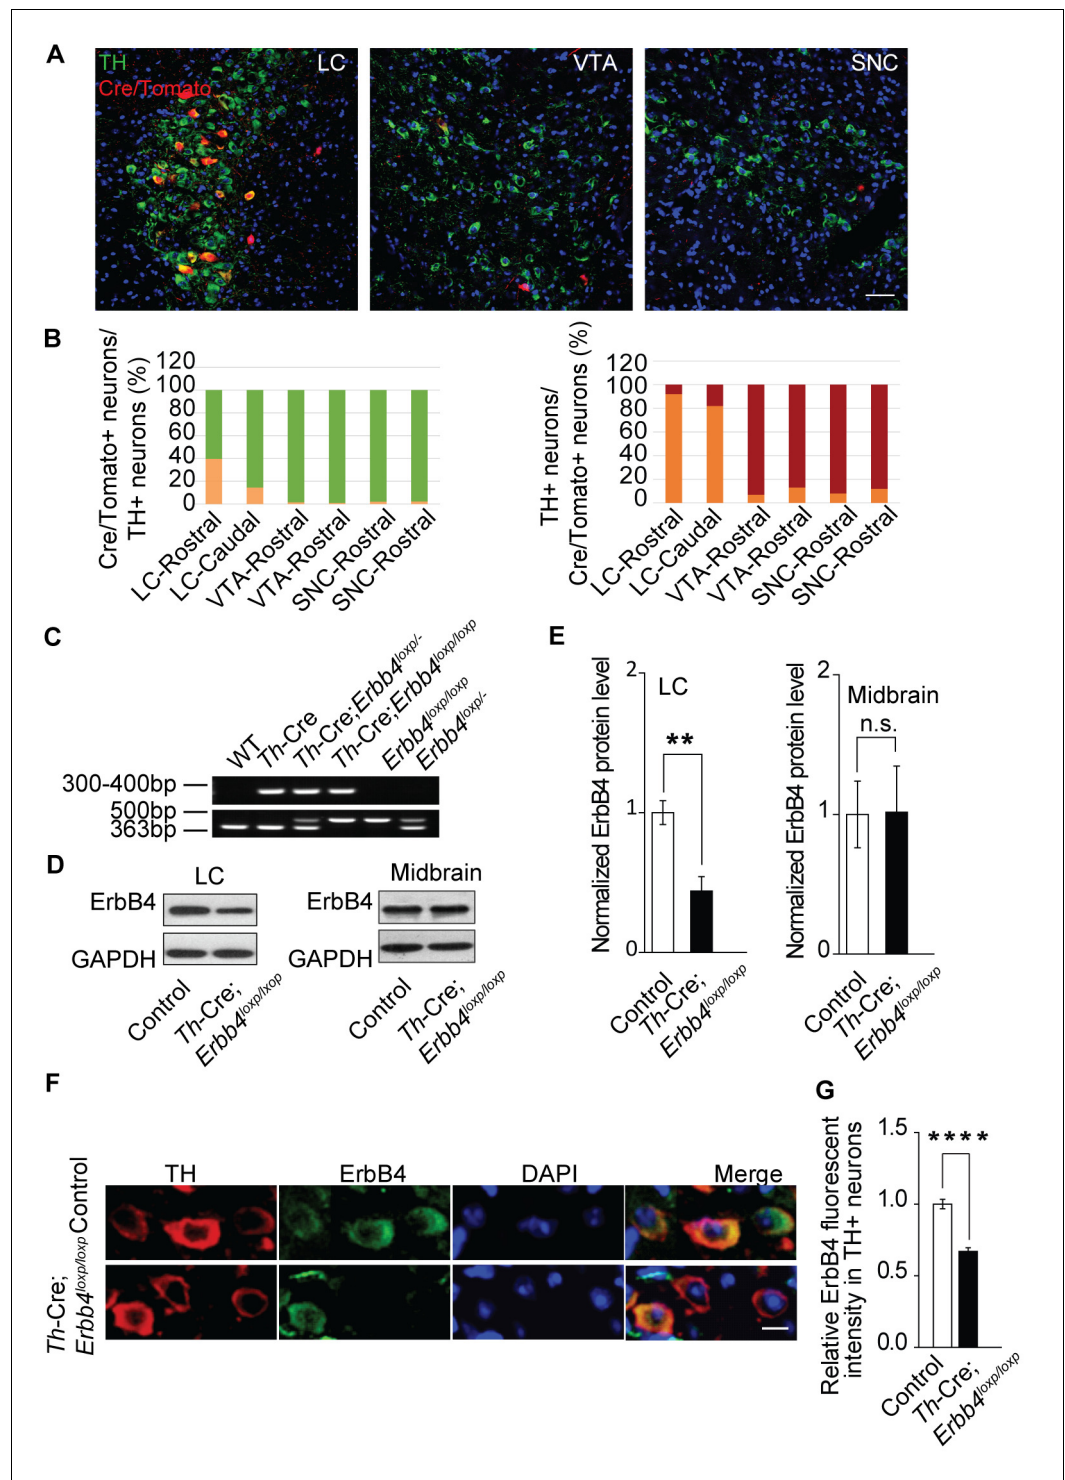 A
TH
Cre/Tomato
LC
VTA
SNC
B
Cre/Tomato+ neurons/
TH+ neurons (%)
120
100
80
60
40
20
0
LC-Rostral
LC-Caudal
VTA-Rostral
VTA-Rostral
SNC-Rostral
SNC-Rostral
TH+ neurons/
Cre/Tomato+ neurons (%)
120
100
80
60
40
20
0
LC-Rostral
LC-Caudal
VTA-Rostral
VTA-Rostral
SNC-Rostral
SNC-Rostral
C
WT
Th-Cre
Th-Cre;Erbb4loxp/-
Th-Cre;Erbb4loxp/loxp
Erbb4loxp/loxp
Erbb4loxp/-
300-400bp
500bp
363bp
D
LC
ErbB4
GAPDH
Control
Th-Cre;
Erbb4loxp/lxop
Midbrain
ErbB4
GAPDH
Control
Th-Cre;
Erbb4loxp/loxp
E
Normalized ErbB4 protein level
2
1
0
LC
**
Control
Th-Cre;
Erbb4loxp/loxp
Normalized ErbB4 protein level
2
1
0
Midbrain
n.s.
Control
Th-Cre;
Erbb4loxp/loxp
F
TH
ErbB4
DAPI
Merge
Control
Th-Cre;
Erbb4loxp/loxp
G
Relative ErbB4 fluorescent
intensity in TH+ neurons
1.5
1.0
0.5
0.0
****
Control
Th-Cre;
Erbb4loxp/loxp